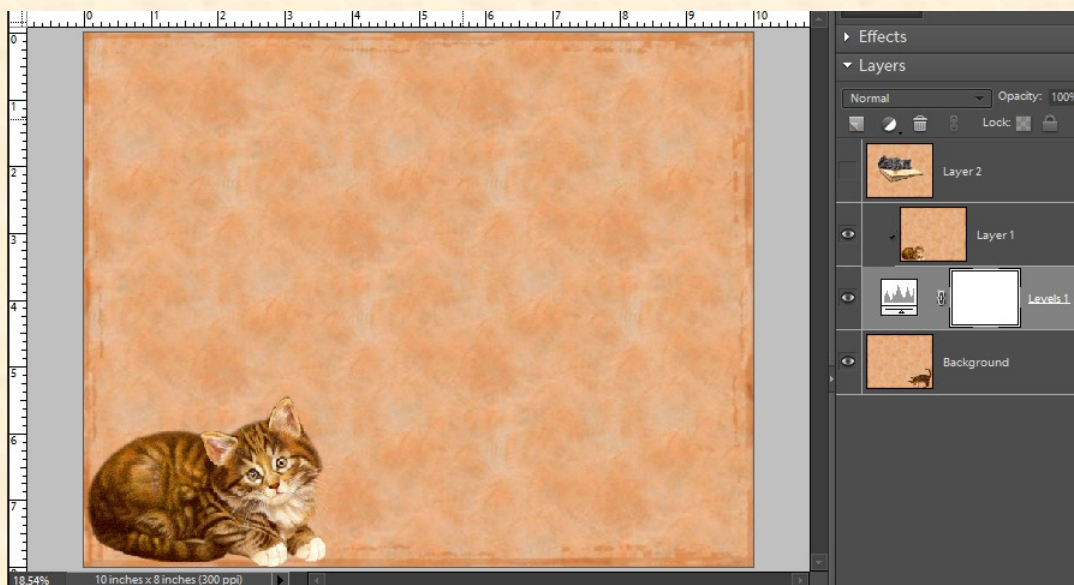 0 1 2 3 4 5 6 7 8 9 10
Effects
Layers
Normal Opacity: 100%
Lock:
0
1
2
3
4
5
6
7
Layer 2
Layer 1
Levels 1
Background
18.54% 10 inches x 8 inches (300 ppi)